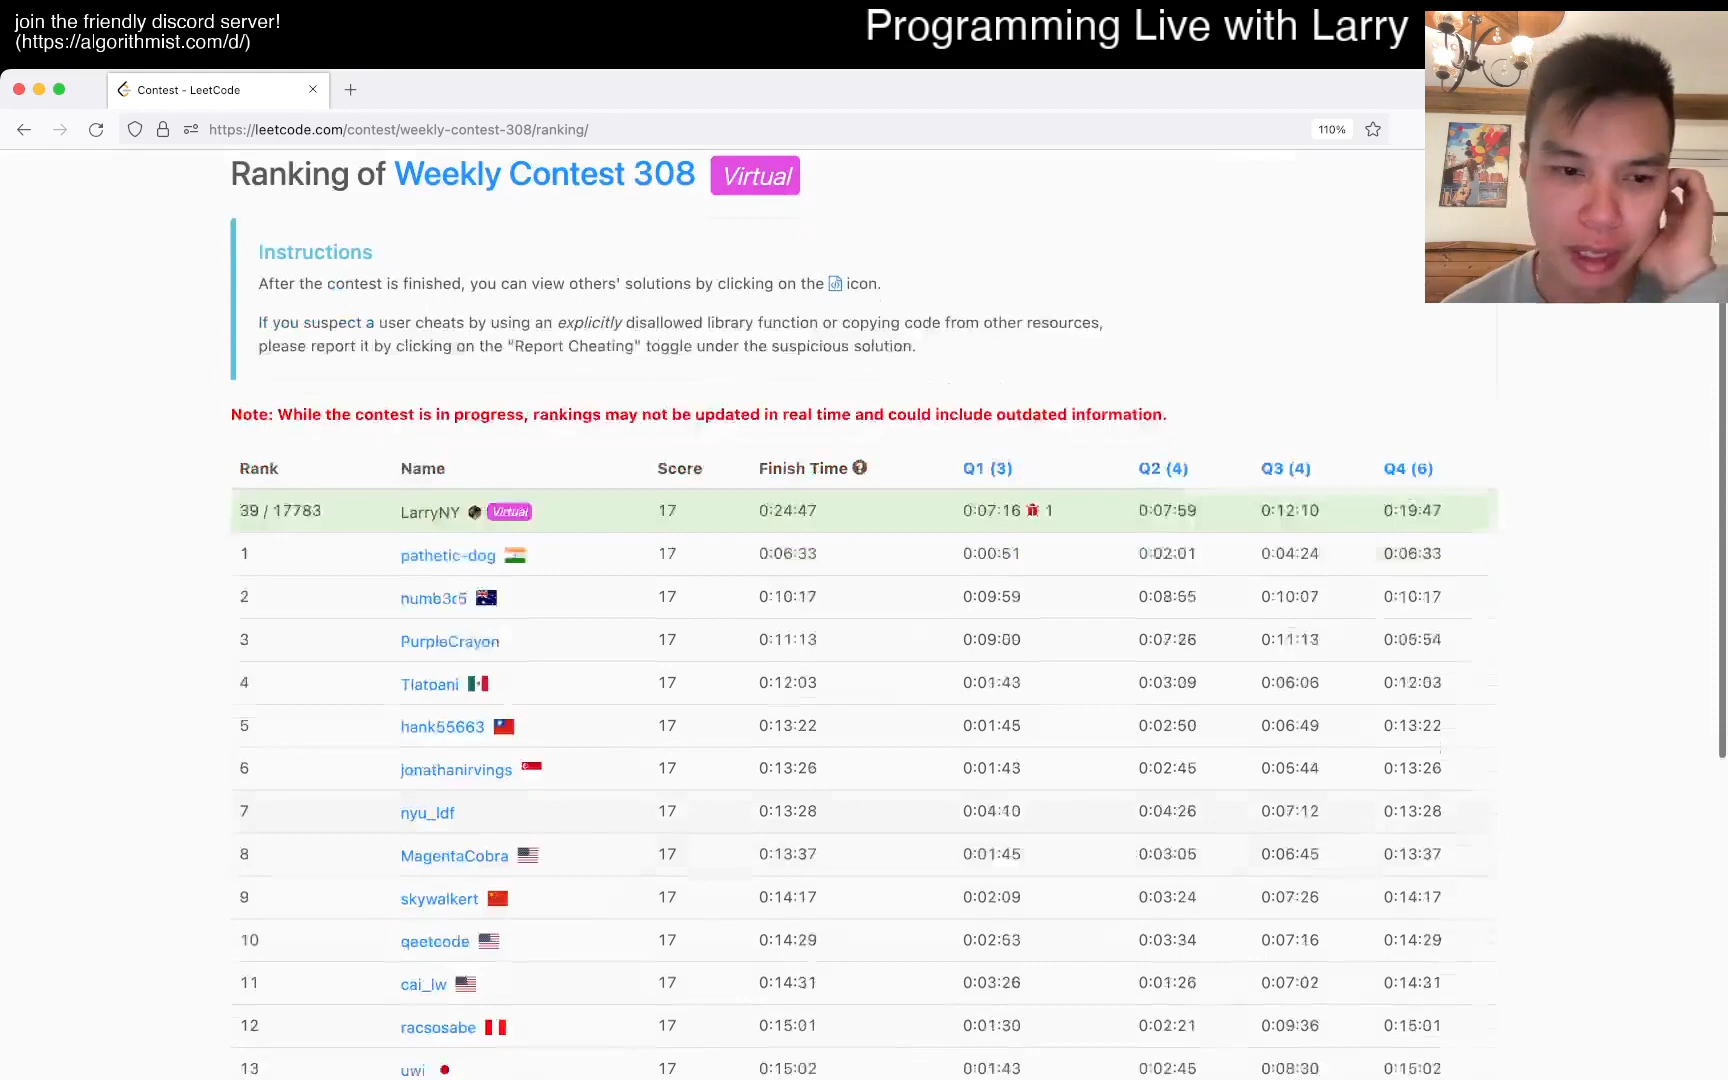 join the friendly discord server!
(https://algorithmist.com/d/)
Programming Live with Larry
Contest - LeetCode
https://leetcode.com/contest/weekly-contest-308/ranking/
110%
Ranking of Weekly Contest 308 Virtual
Instructions
After the contest is finished, you can view others' solutions by clicking on the icon.
If you suspect a user cheats by using an explicitly disallowed library function or copying code from other resources,
please report it by clicking on the "Report Cheating" toggle under the suspicious solution.
Note: While the contest is in progress, rankings may not be updated in real time and could include outdated information.
Rank Name Score Finish Time Q1 (3) Q2 (4) Q3 (4) Q4 (6)
39 / 17783 LarryNY Virtual 17 0:24:47 0:07:16 1 0:07:59 0:12:10 0:19:47
1 pathetic-dog 17 0:06:33 0:00:51 0:02:01 0:04:24 0:06:33
2 numb3r5 17 0:10:17 0:09:59 0:08:55 0:10:07 0:10:17
3 PurpleCrayon 17 0:11:13 0:09:00 0:07:26 0:11:13 0:05:54
4 Tlatoani 17 0:12:03 0:01:43 0:03:09 0:06:06 0:12:03
5 hank55663 17 0:13:22 0:01:45 0:02:50 0:06:49 0:13:22
6 jonathanirvings 17 0:13:26 0:01:43 0:02:45 0:05:44 0:13:26
7 nyu_ldf 17 0:13:28 0:04:10 0:04:26 0:07:12 0:13:28
8 MagentaCobra 17 0:13:37 0:01:45 0:03:05 0:06:45 0:13:37
9 skywalkert 17 0:14:17 0:02:09 0:03:24 0:07:26 0:14:17
10 qeetcode 17 0:14:29 0:02:53 0:03:34 0:07:16 0:14:29
11 cai_lw 17 0:14:31 0:03:26 0:01:26 0:07:02 0:14:31
12 racsosabe 17 0:15:01 0:01:30 0:02:21 0:09:36 0:15:01
13 uwi 17 0:15:02 0:01:43 0:02:45 0:08:30 0:15:02